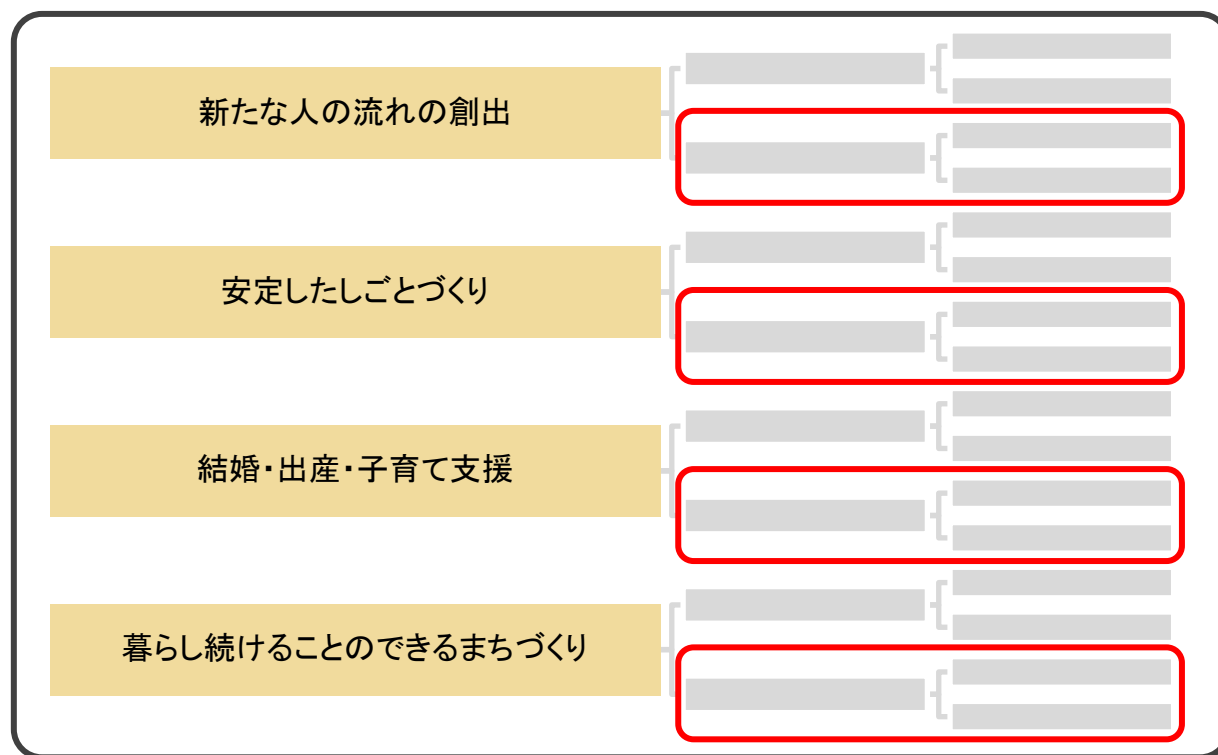 新たな人の流れの創出
安定したしごとづくり
結婚・出産・子育て支援
暮らし続けることのできるまちづくり